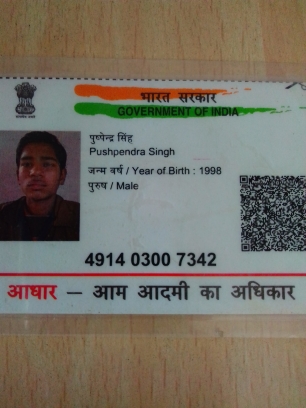 भारत सरकार
GOVERNMENT OF INDIA
पुष्पेन्द्र सिंह
Pushpendra Singh
जन्म वर्ष / Year of Birth : 1998
पुरुष / Male
4914 0300 7342
आधार – आम आदमी का अधिकार